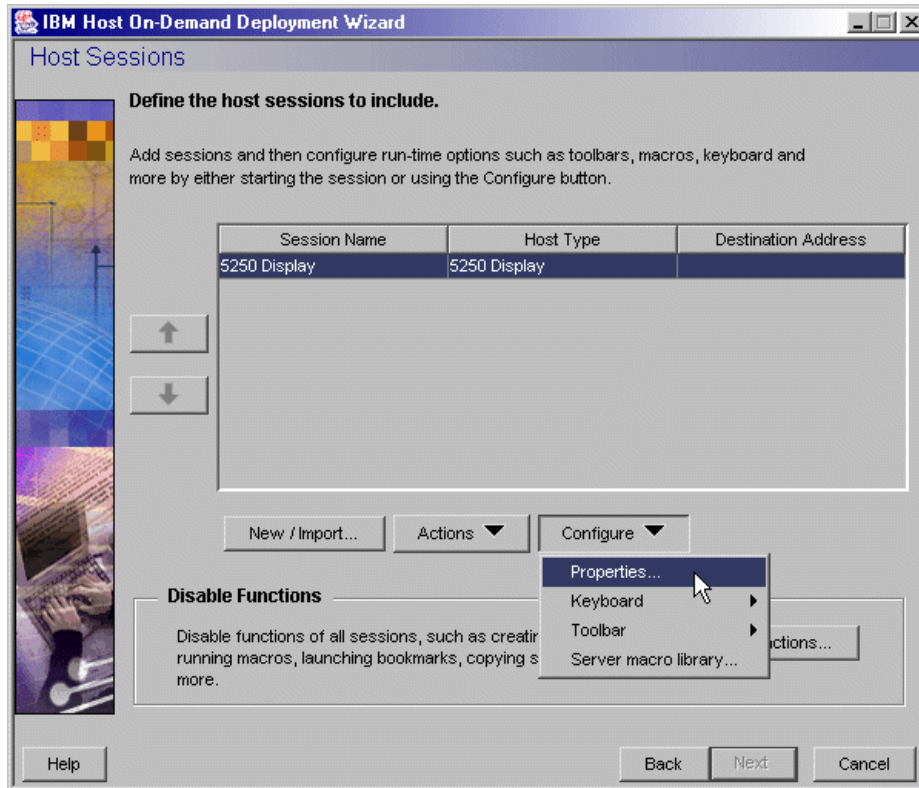 IBM Host On-Demand Deployment Wizard
Host Sessions
Define the host sessions to include.
Add sessions and then configure run-time options such as toolbars, macros, keyboard and
more by either starting the session or using the Configure button.
Session Name Host Type Destination Address
5250 Display 5250 Display
New / Import... Actions Configure
Properties...
Keyboard
Toolbar
Server macro library...
Disable Functions
Disable functions of all sessions, such as
running macros, launching bookmarks, copying
more.
Help Back Next Cancel